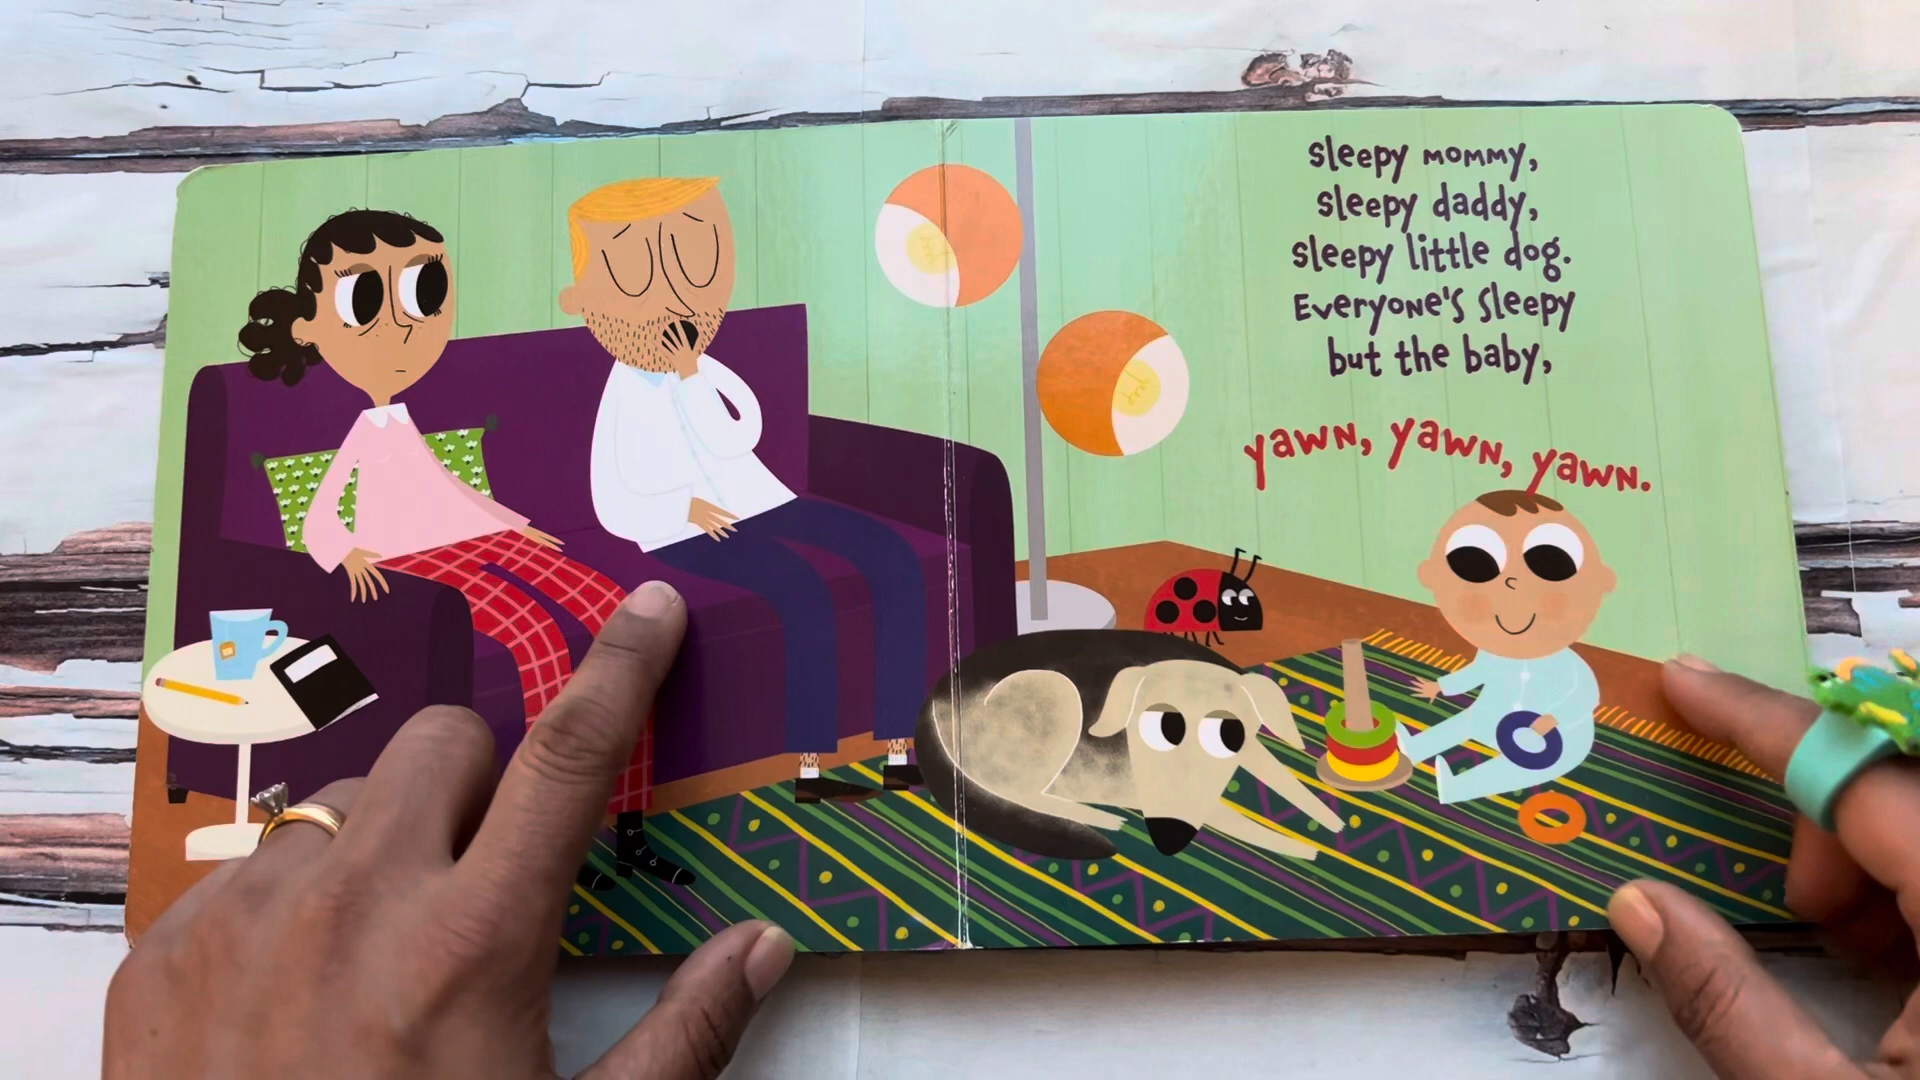 sleepy mommy,
sleepy daddy,
sleepy little dog.
Everyone's sleepy
but the baby,
yawn, yawn, yawn.